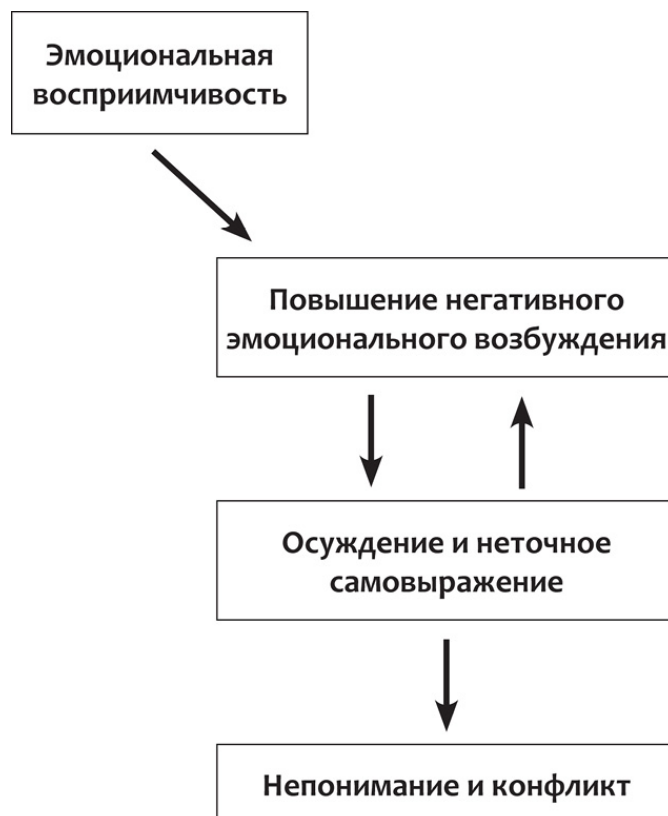 Эмоциональная
восприимчивость
Повышение негативного
эмоционального возбуждения
Осуждение и неточное
самовыражение
Непонимание и конфликт